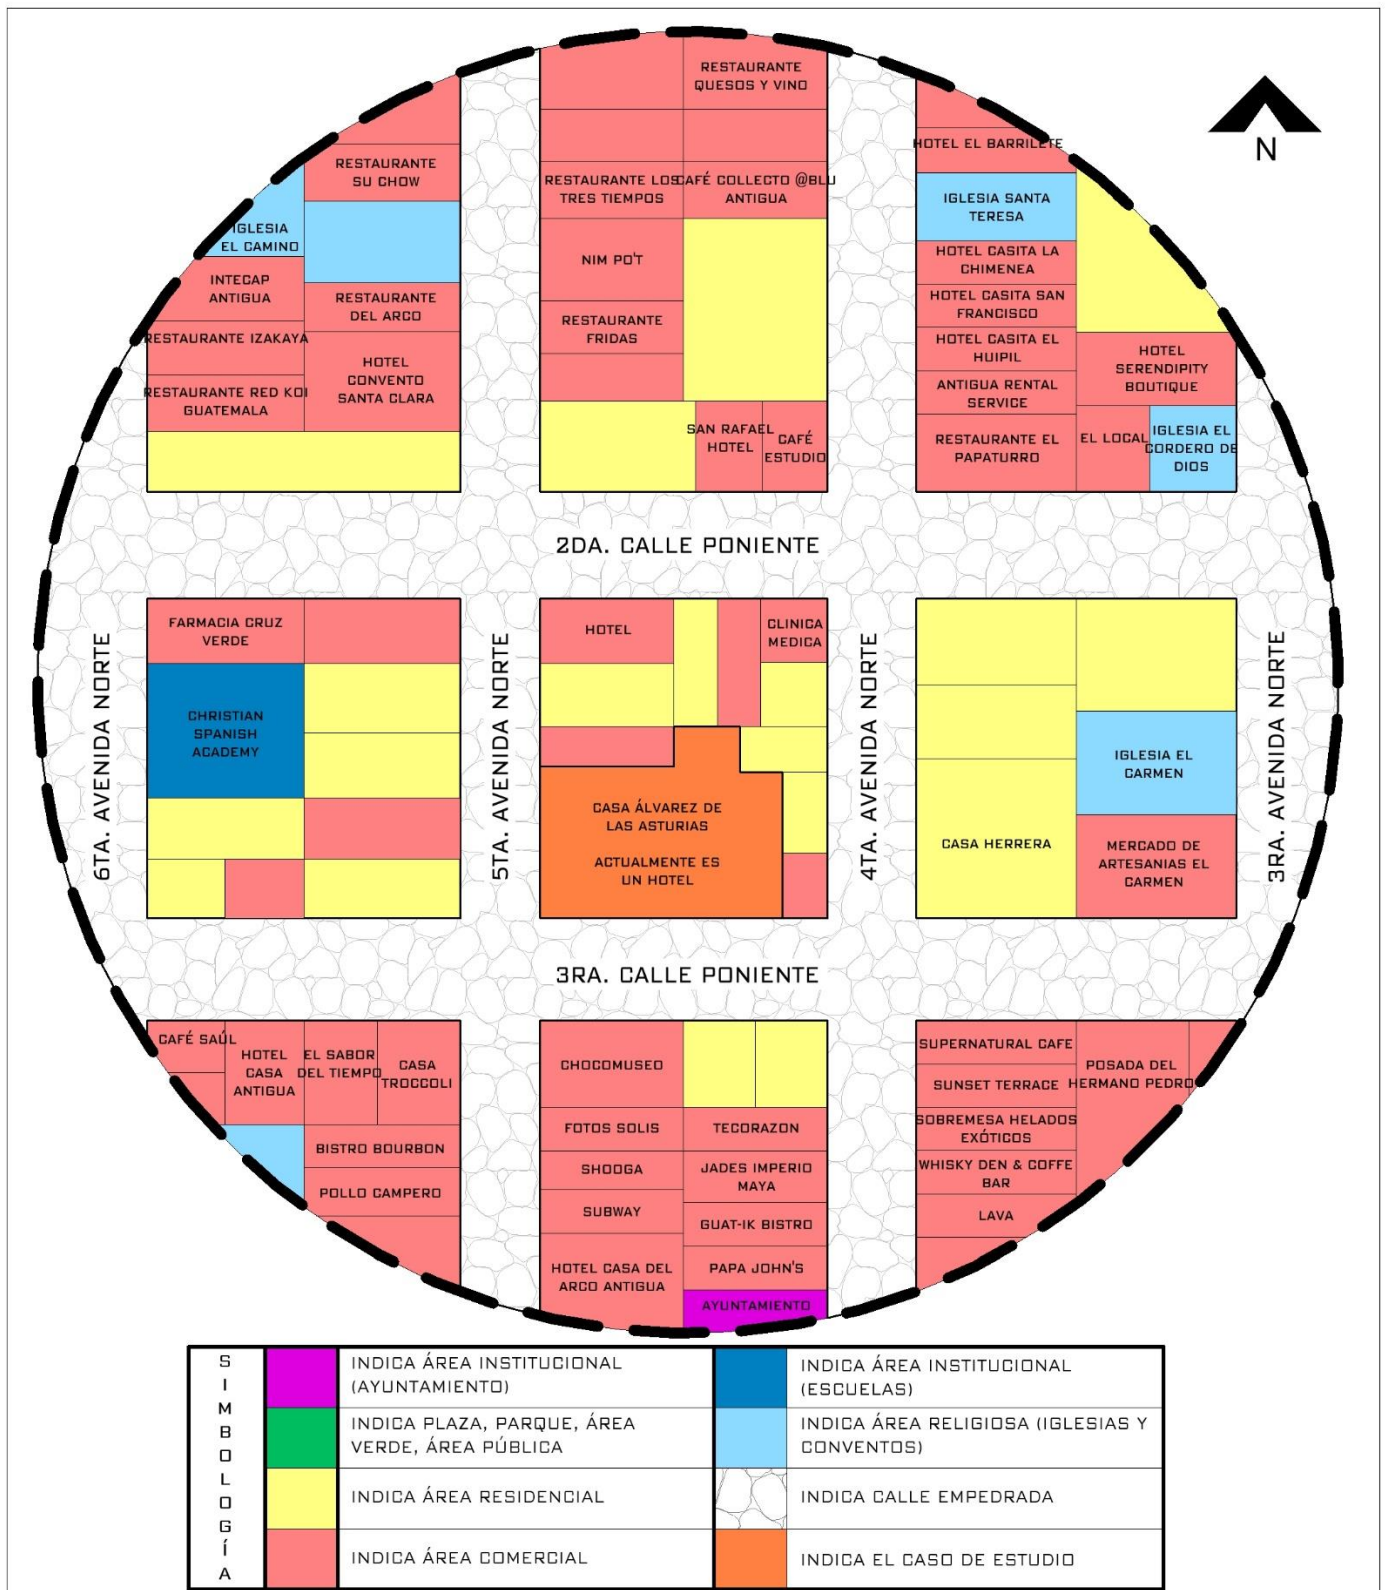 RESTAURANTE
QUESOS Y VINO
N
RESTAURANTE
SU CHOW
IGLESIA
EL CAMINO
INTECAP
ANTIGUA
RESTAURANTE
DEL ARCO
RESTAURANTE IZAKAYA
HOTEL
CONVENTO
SANTA CLARA
RESTAURANTE RED KOI
GUATEMALA
RESTAURANTE LOS
TRES TIEMPOS
CAFÉ COLLECTO @BLU
ANTIGUA
NIM PO'T
RESTAURANTE
FRIDAS
SAN RAFAEL
HOTEL
CAFÉ
ESTUDIO
HOTEL EL BARRILETE
IGLESIA SANTA
TERESA
HOTEL CASITA LA
CHIMENEA
HOTEL CASITA SAN
FRANCISCO
HOTEL CASITA EL
HUIPIL
HOTEL
SERENDIPITY
BOUTIQUE
ANTIGUA RENTAL
SERVICE
RESTAURANTE EL
PAPATURRO
EL LOCAL
IGLESIA EL
CORDERO DE
DIOS
2DA. CALLE PONIENTE
6TA. AVENIDA NORTE
FARMACIA CRUZ
VERDE
CHRISTIAN
SPANISH
ACADEMY
5TA. AVENIDA NORTE
HOTEL
CLINICA
MEDICA
CASA ÁLVAREZ DE
LAS ASTURIAS
ACTUALMENTE ES
UN HOTEL
4TA. AVENIDA NORTE
IGLESIA EL
CARMEN
CASA HERRERA
MERCADO DE
ARTESANIAS EL
CARMEN
3RA. AVENIDA NORTE
3RA. CALLE PONIENTE
CAFÉ SAÚL
HOTEL
CASA
ANTIGUA
EL SABOR
DEL TIEMPO
CASA
TROCCOLI
BISTRO BOURBON
POLLO CAMPERO
CHOCOMUSEO
FOTOS SOLIS
TECORAZON
SHOOGA
JADES IMPERIO
MAYA
SUBWAY
GUAT-IK BISTRO
HOTEL CASA DEL
ARCO ANTIGUA
PAPA JOHN'S
AYUNTAMIENTO
SUPERNATURAL CAFE
POSADA DEL
HERMANO PEDRO
SUNSET TERRACE
SOBREMESA HELADOS
EXÓTICOS
WHISKY DEN & COFFE
BAR
LAVA
SIMBOLOGÍA
INDICA ÁREA INSTITUCIONAL
(AYUNTAMIENTO)
INDICA ÁREA INSTITUCIONAL
(ESCUELAS)
INDICA PLAZA, PARQUE, ÁREA
VERDE, ÁREA PÚBLICA
INDICA ÁREA RELIGIOSA (IGLESIAS Y
CONVENTOS)
INDICA ÁREA RESIDENCIAL
INDICA CALLE EMPEDRADA
INDICA ÁREA COMERCIAL
INDICA EL CASO DE ESTUDIO